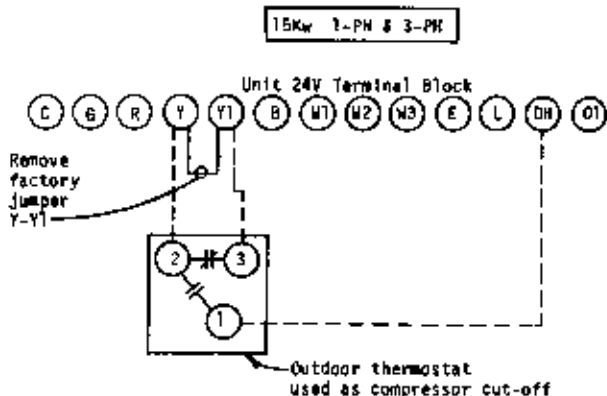 15Kw 1-PH & 3-PH
Unit 24V Terminal Block
C G R Y Y1 B W1 W2 W3 E L OH O1
Remove
factory
jumper
Y-Y1
2 3
1
Outdoor thermostat
used as compressor cut-off